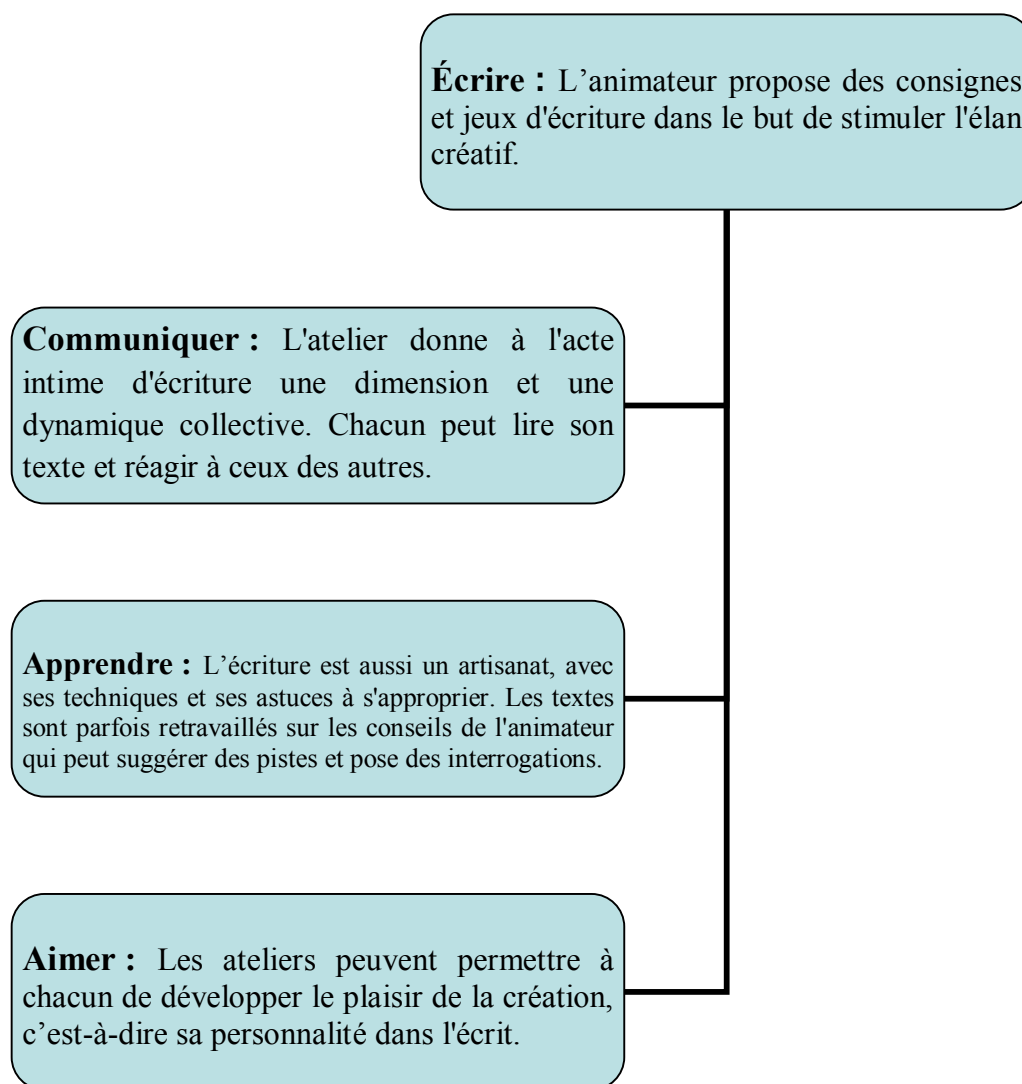 Écrire : L’animateur propose des consignes
et jeux d'écriture dans le but de stimuler l'élan
créatif.
Communiquer : L'atelier donne à l'acte
intime d'écriture une dimension et une
dynamique collective. Chacun peut lire son
texte et réagir à ceux des autres.
Apprendre : L’écriture est aussi un artisanat, avec
ses techniques et ses astuces à s'approprier. Les textes
sont parfois retravaillés sur les conseils de l'animateur
qui peut suggérer des pistes et pose des interrogations.
Aimer : Les ateliers peuvent permettre à
chacun de développer le plaisir de la création,
c’est-à-dire sa personnalité dans l'écrit.